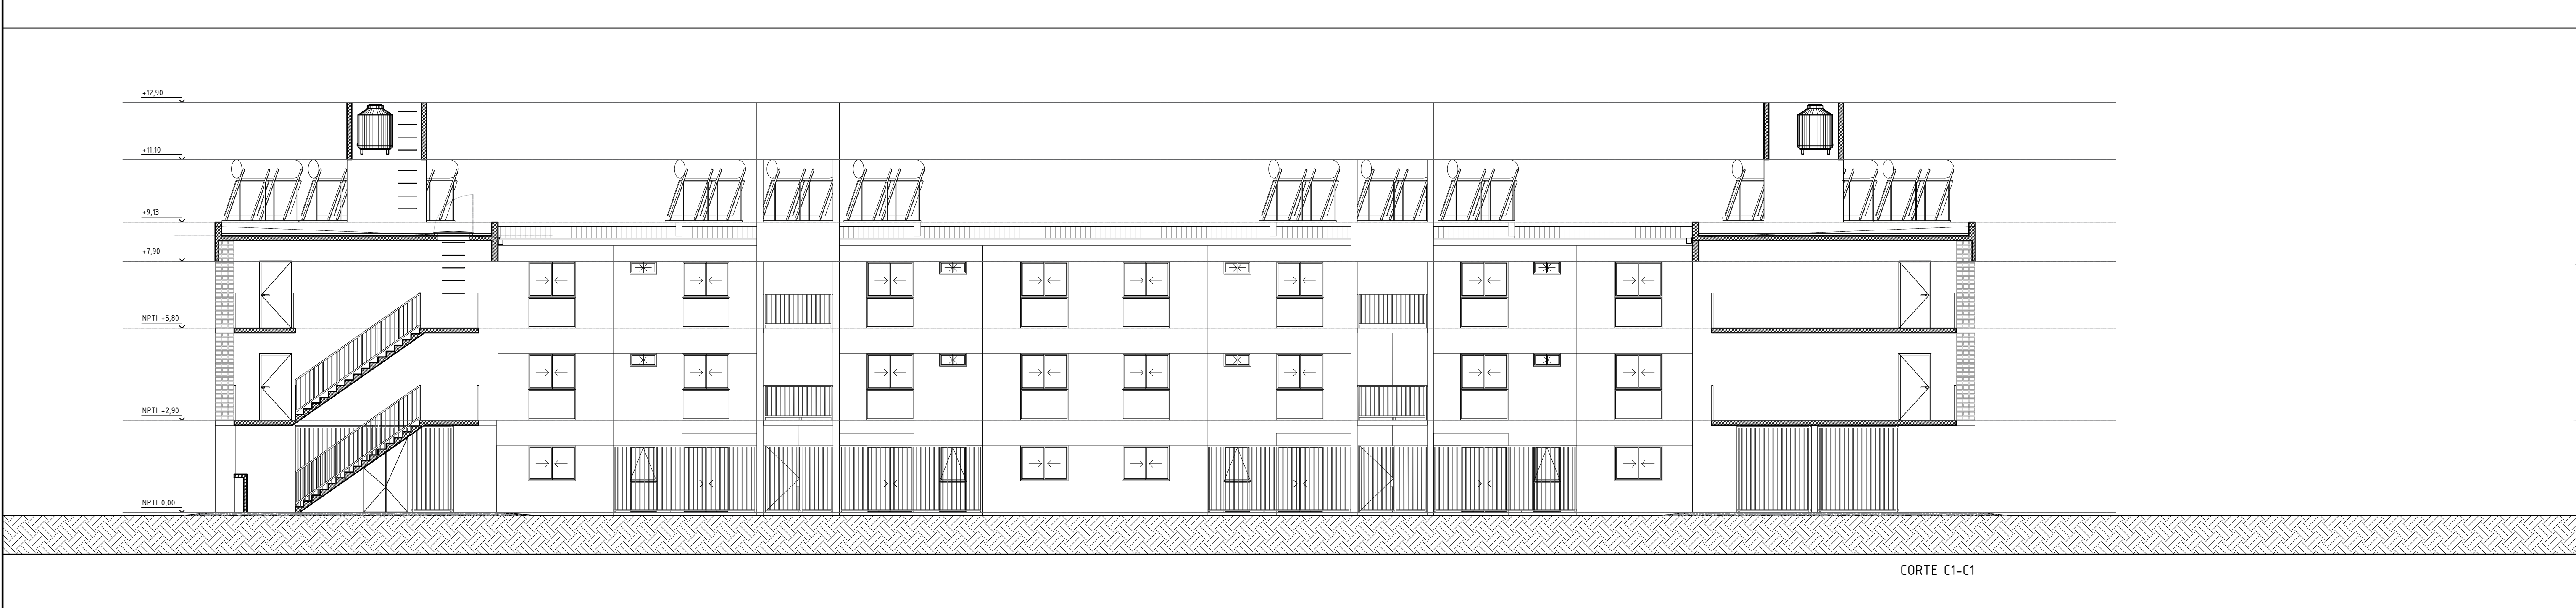 +12,90
+11,10
+9,13
+7,90
NPTI +5,80
NPTI +2,90
NPTI 0,00
CORTE C1-C1